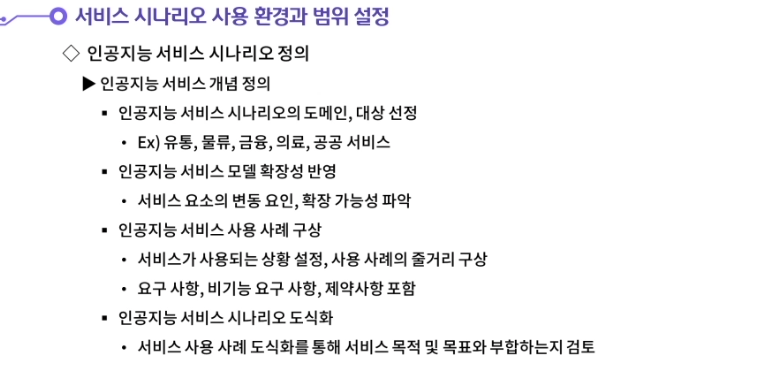 서비스 시나리오 사용 환경과 범위 설정
◇ 인공지능 서비스 시나리오 정의
▶ 인공지능 서비스 개념 정의
▪ 인공지능 서비스 시나리오의 도메인, 대상 선정
• Ex) 유통, 물류, 금융, 의료, 공공 서비스
▪ 인공지능 서비스 모델 확장성 반영
• 서비스 요소의 변동 요인, 확장 가능성 파악
▪ 인공지능 서비스 사용 사례 구상
• 서비스가 사용되는 상황 설정, 사용 사례의 줄거리 구상
• 요구 사항, 비기능 요구 사항, 제약사항 포함
▪ 인공지능 서비스 시나리오 도식화
• 서비스 사용 사례 도식화를 통해 서비스 목적 및 목표와 부합하는지 검토